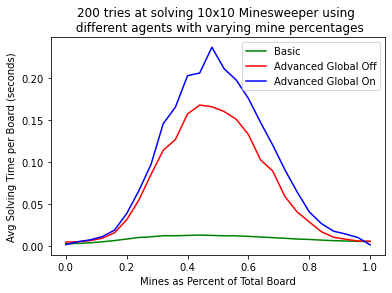 200 tries at solving 10x10 Minesweeper using
different agents with varying mine percentages
Basic
Advanced Global Off
Advanced Global On
Avg Solving Time per Board (seconds)
0.20
0.15
0.10
0.05
0.00
0.0 0.2 0.4 0.6 0.8 1.0
Mines as Percent of Total Board